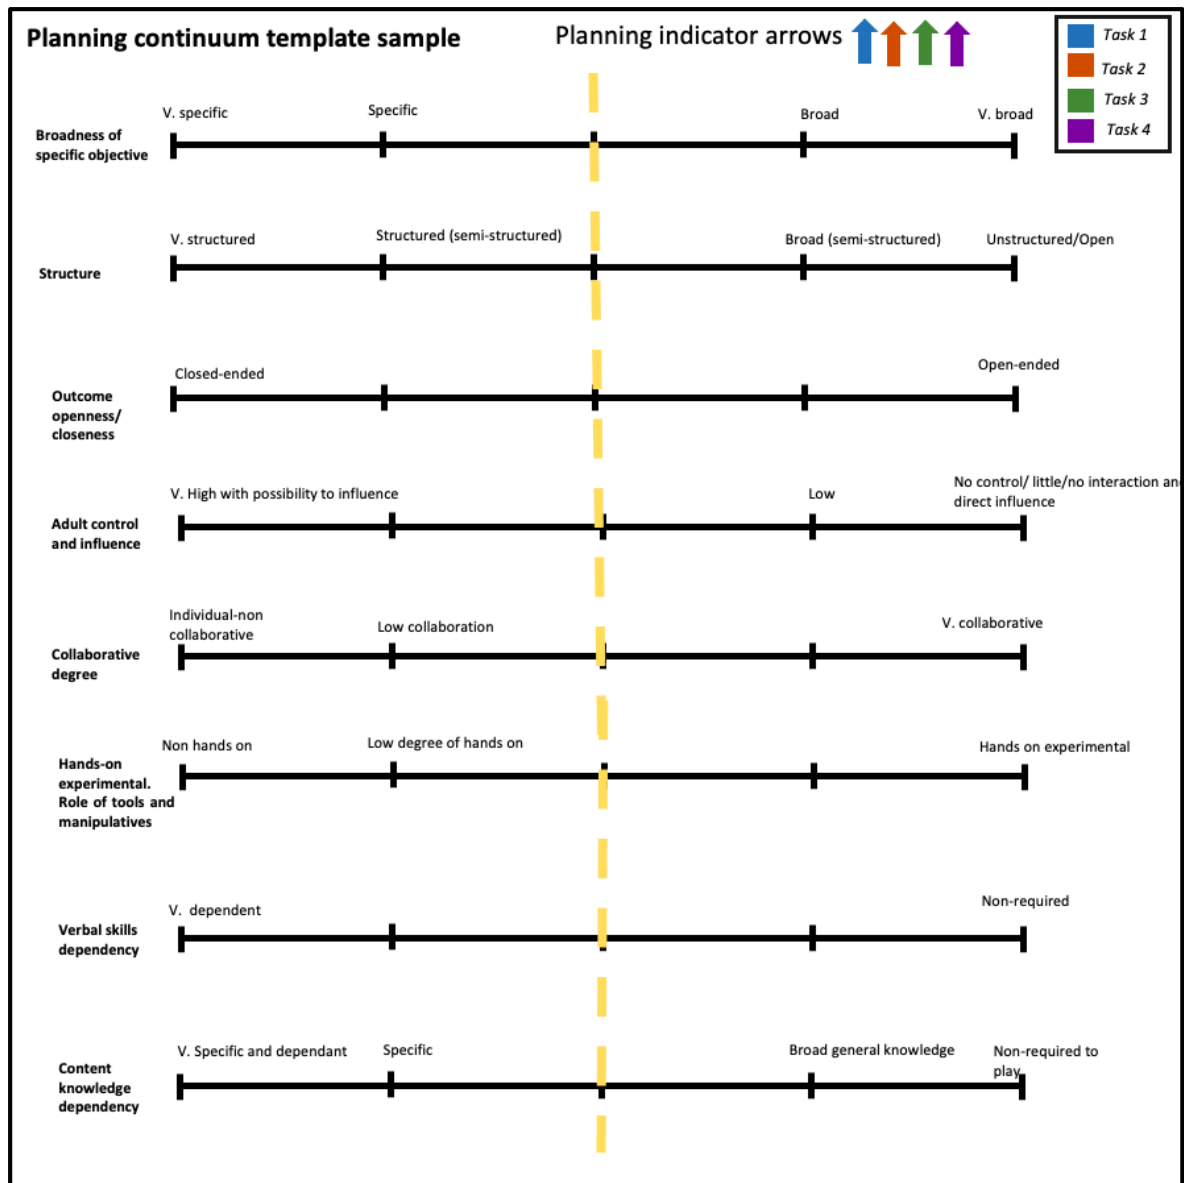 Planning continuum template sample
Planning indicator arrows
Task 1
Task 2
Task 3
Task 4
Broadness of
specific objective
V. specific
Specific
Broad
V. broad
Structure
V. structured
Structured (semi-structured)
Broad (semi-structured)
Unstructured/Open
Outcome
openness/
closeness
Closed-ended
Open-ended
Adult control
and influence
V. High with possibility to influence
Low
No control/ little/no interaction and
direct influence
Collaborative
degree
Individual-non
collaborative
Low collaboration
V. collaborative
Hands-on
experimental.
Role of tools and
manipulatives
Non hands on
Low degree of hands on
Hands on experimental
Verbal skills
dependency
V. dependent
Non-required
Content
knowledge
dependency
V. Specific and dependant
Specific
Broad general knowledge
Non-required to
play